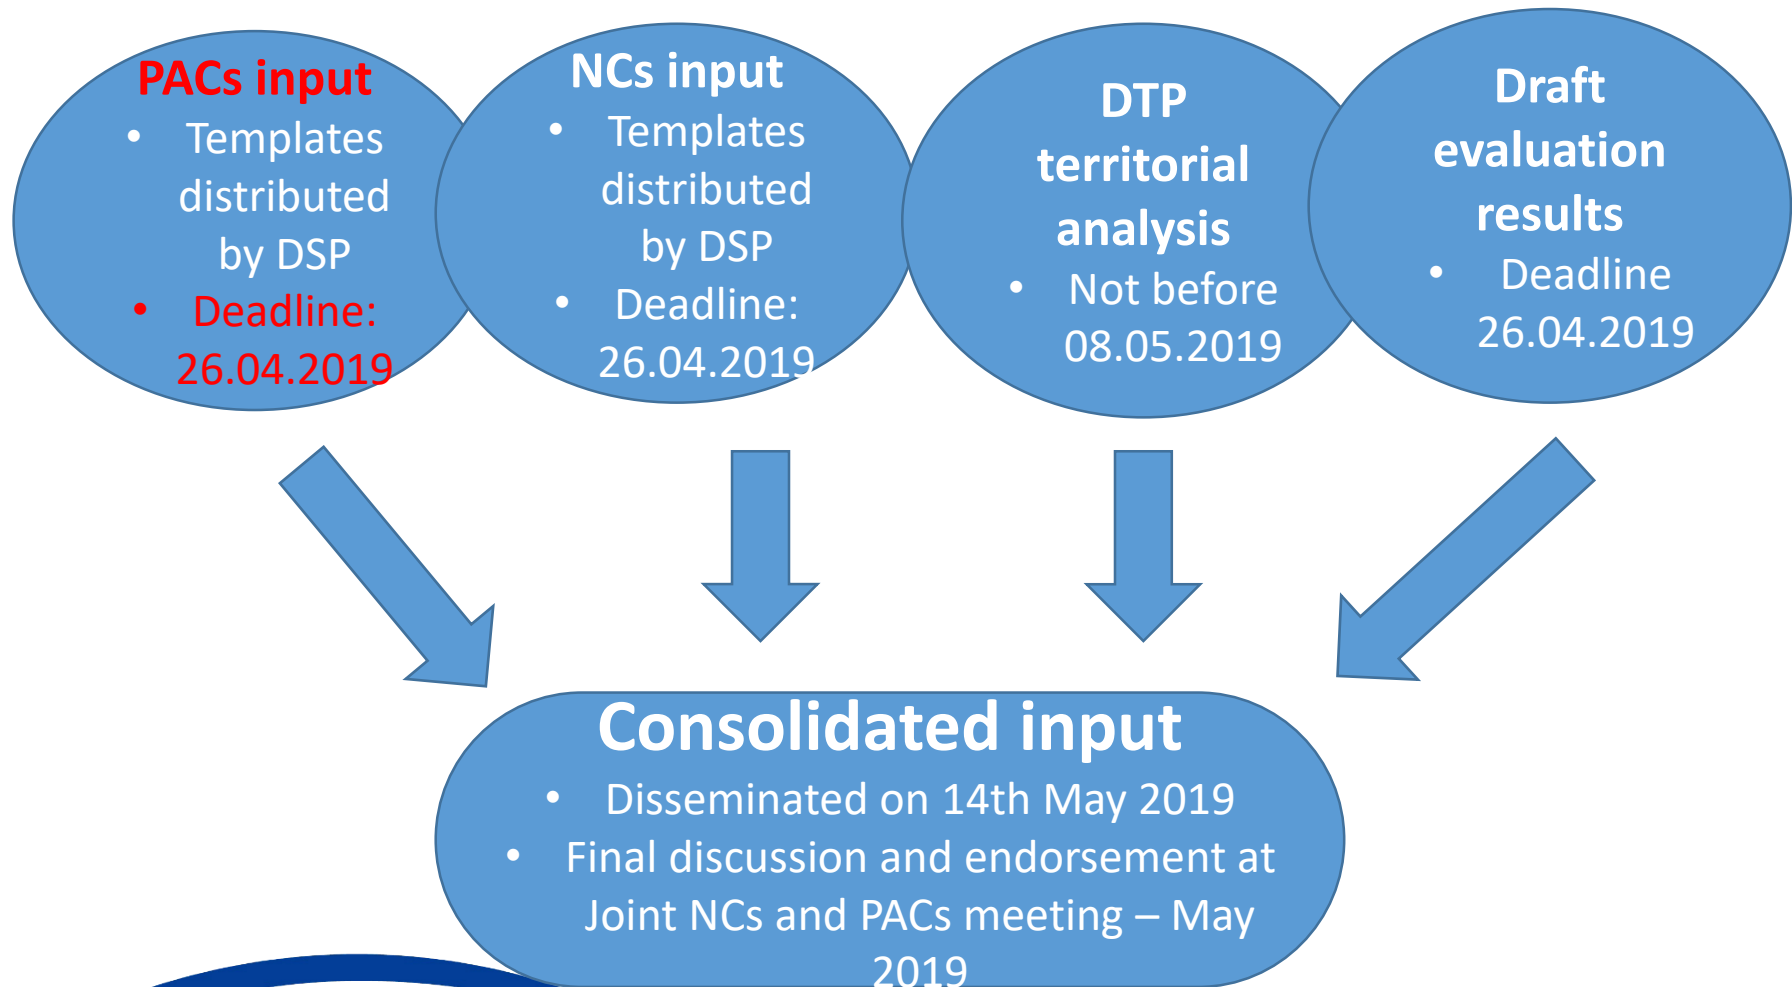 PACs input
• Templates
distributed
by DSP
• Deadline:
26.04.2019
NCs input
• Templates
distributed
by DSP
• Deadline:
26.04.2019
DTP
territorial
analysis
• Not before
08.05.2019
Draft
evaluation
results
• Deadline
26.04.2019
Consolidated input
• Disseminated on 14th May 2019
• Final discussion and endorsement at
Joint NCs and PACs meeting – May
2019